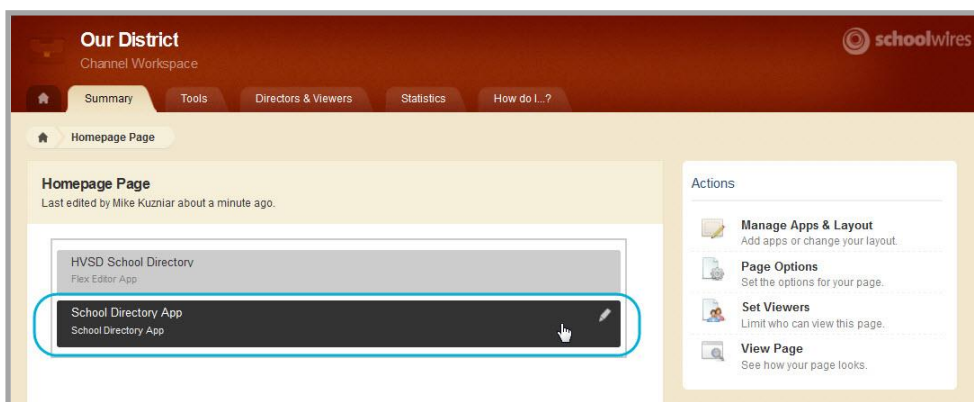 Our District
Channel Workspace
schoolwires
Summary
Tools
Directors & Viewers
Statistics
How do I...?
Homepage Page
Homepage Page
Last edited by Mike Kuzniar about a minute ago.
HVSD School Directory
Flex Editor App
School Directory App
School Directory App
Actions
Manage Apps & Layout
Add apps or change your layout.
Page Options
Set the options for your page.
Set Viewers
Limit who can view this page.
View Page
See how your page looks.